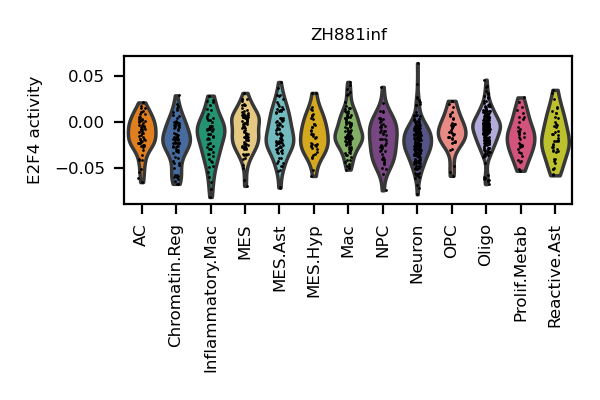 ZH881inf
E2F4 activity
0.05
0.00
−0.05
AC
Chromatin.Reg
Inflammatory.Mac
MES
MES.Ast
MES.Hyp
Mac
NPC
Neuron
OPC
Oligo
Prolif.Metab
Reactive.Ast